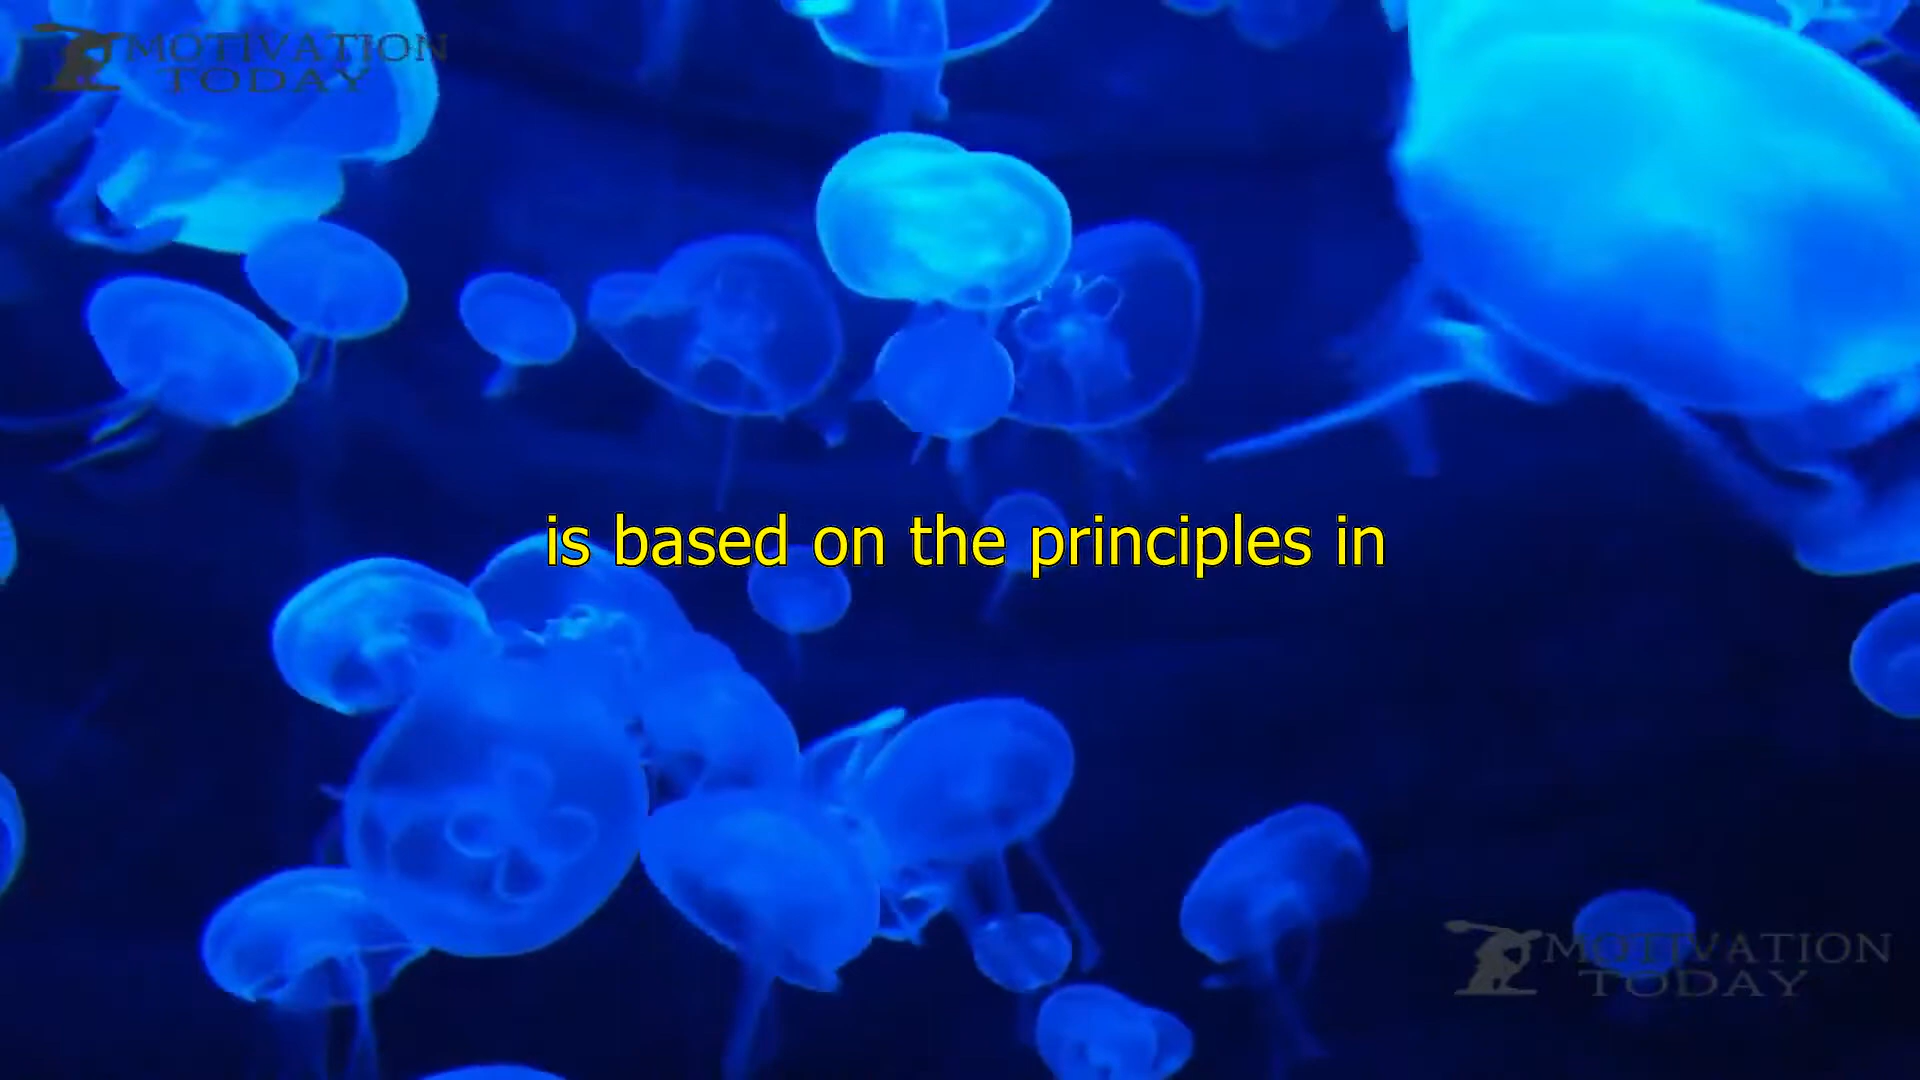 MOTIVATION
TODAY
is based on the principles in
MOTIVATION
TODAY